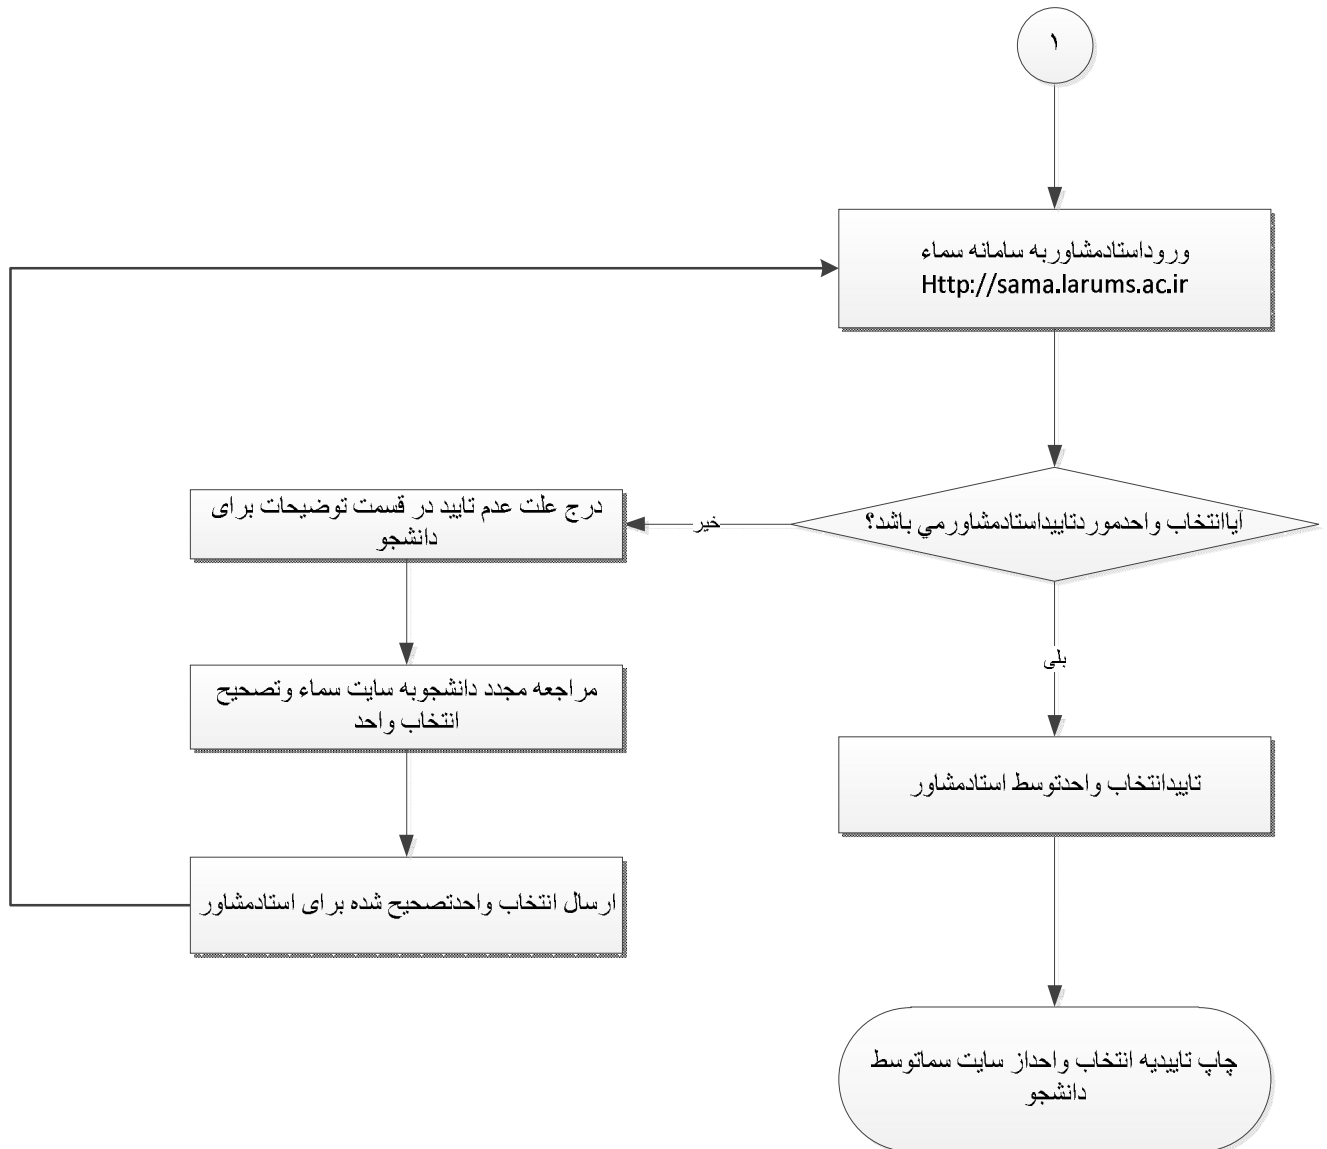 ۱
ورود‌استادمشاوربه سامانه سماء
Http://sama.larums.ac.ir
آیاانتخاب واحدموردتاییداستادمشاورمي باشد؟
خیر
درج علت عدم تایید در قسمت توضیحات برای
دانشجو
مراجعه مجدد دانشجوبه سایت سماء وتصحیح
انتخاب واحد
ارسال انتخاب واحدتصحیح شده برای استادمشاور
بلی
تاییدانتخاب واحدتوسط استادمشاور
چاپ تاییدیه انتخاب واحداز سایت سماتوسط
دانشجو